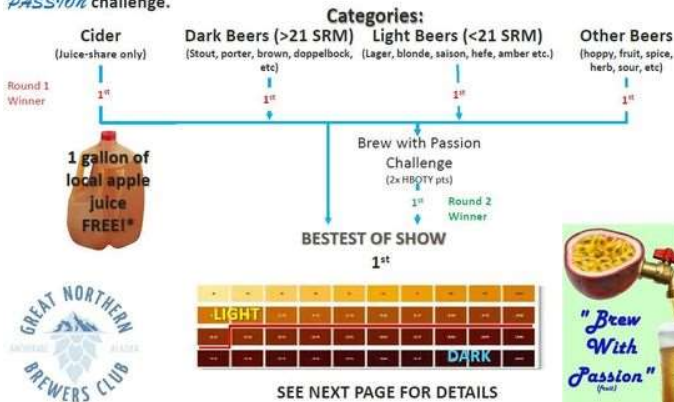 PASSION challenge.
Categories:
Cider
(Juice-share only)
Dark Beers (>21 SRM)
(Stout, porter, brown, doppelbock,
etc)
Light Beers (<21 SRM)
(Lager, blonde, saison, hefe, amber etc.)
Other Beers
(hoppy, fruit, spice,
herb, sour, etc)
Round 1
Winner
1st
1st
1st
1st
1 gallon of
local apple
juice
FREE!*
Brew with Passion
Challenge
(2x HBOTY pts)
1st
Round 2
Winner
BESTEST OF SHOW
1st
LIGHT
DARK
GREAT NORTHERN
ANCHORAGE ALASKA
BREWERS CLUB
"Brew
With
Passion"
(fruit)
SEE NEXT PAGE FOR DETAILS